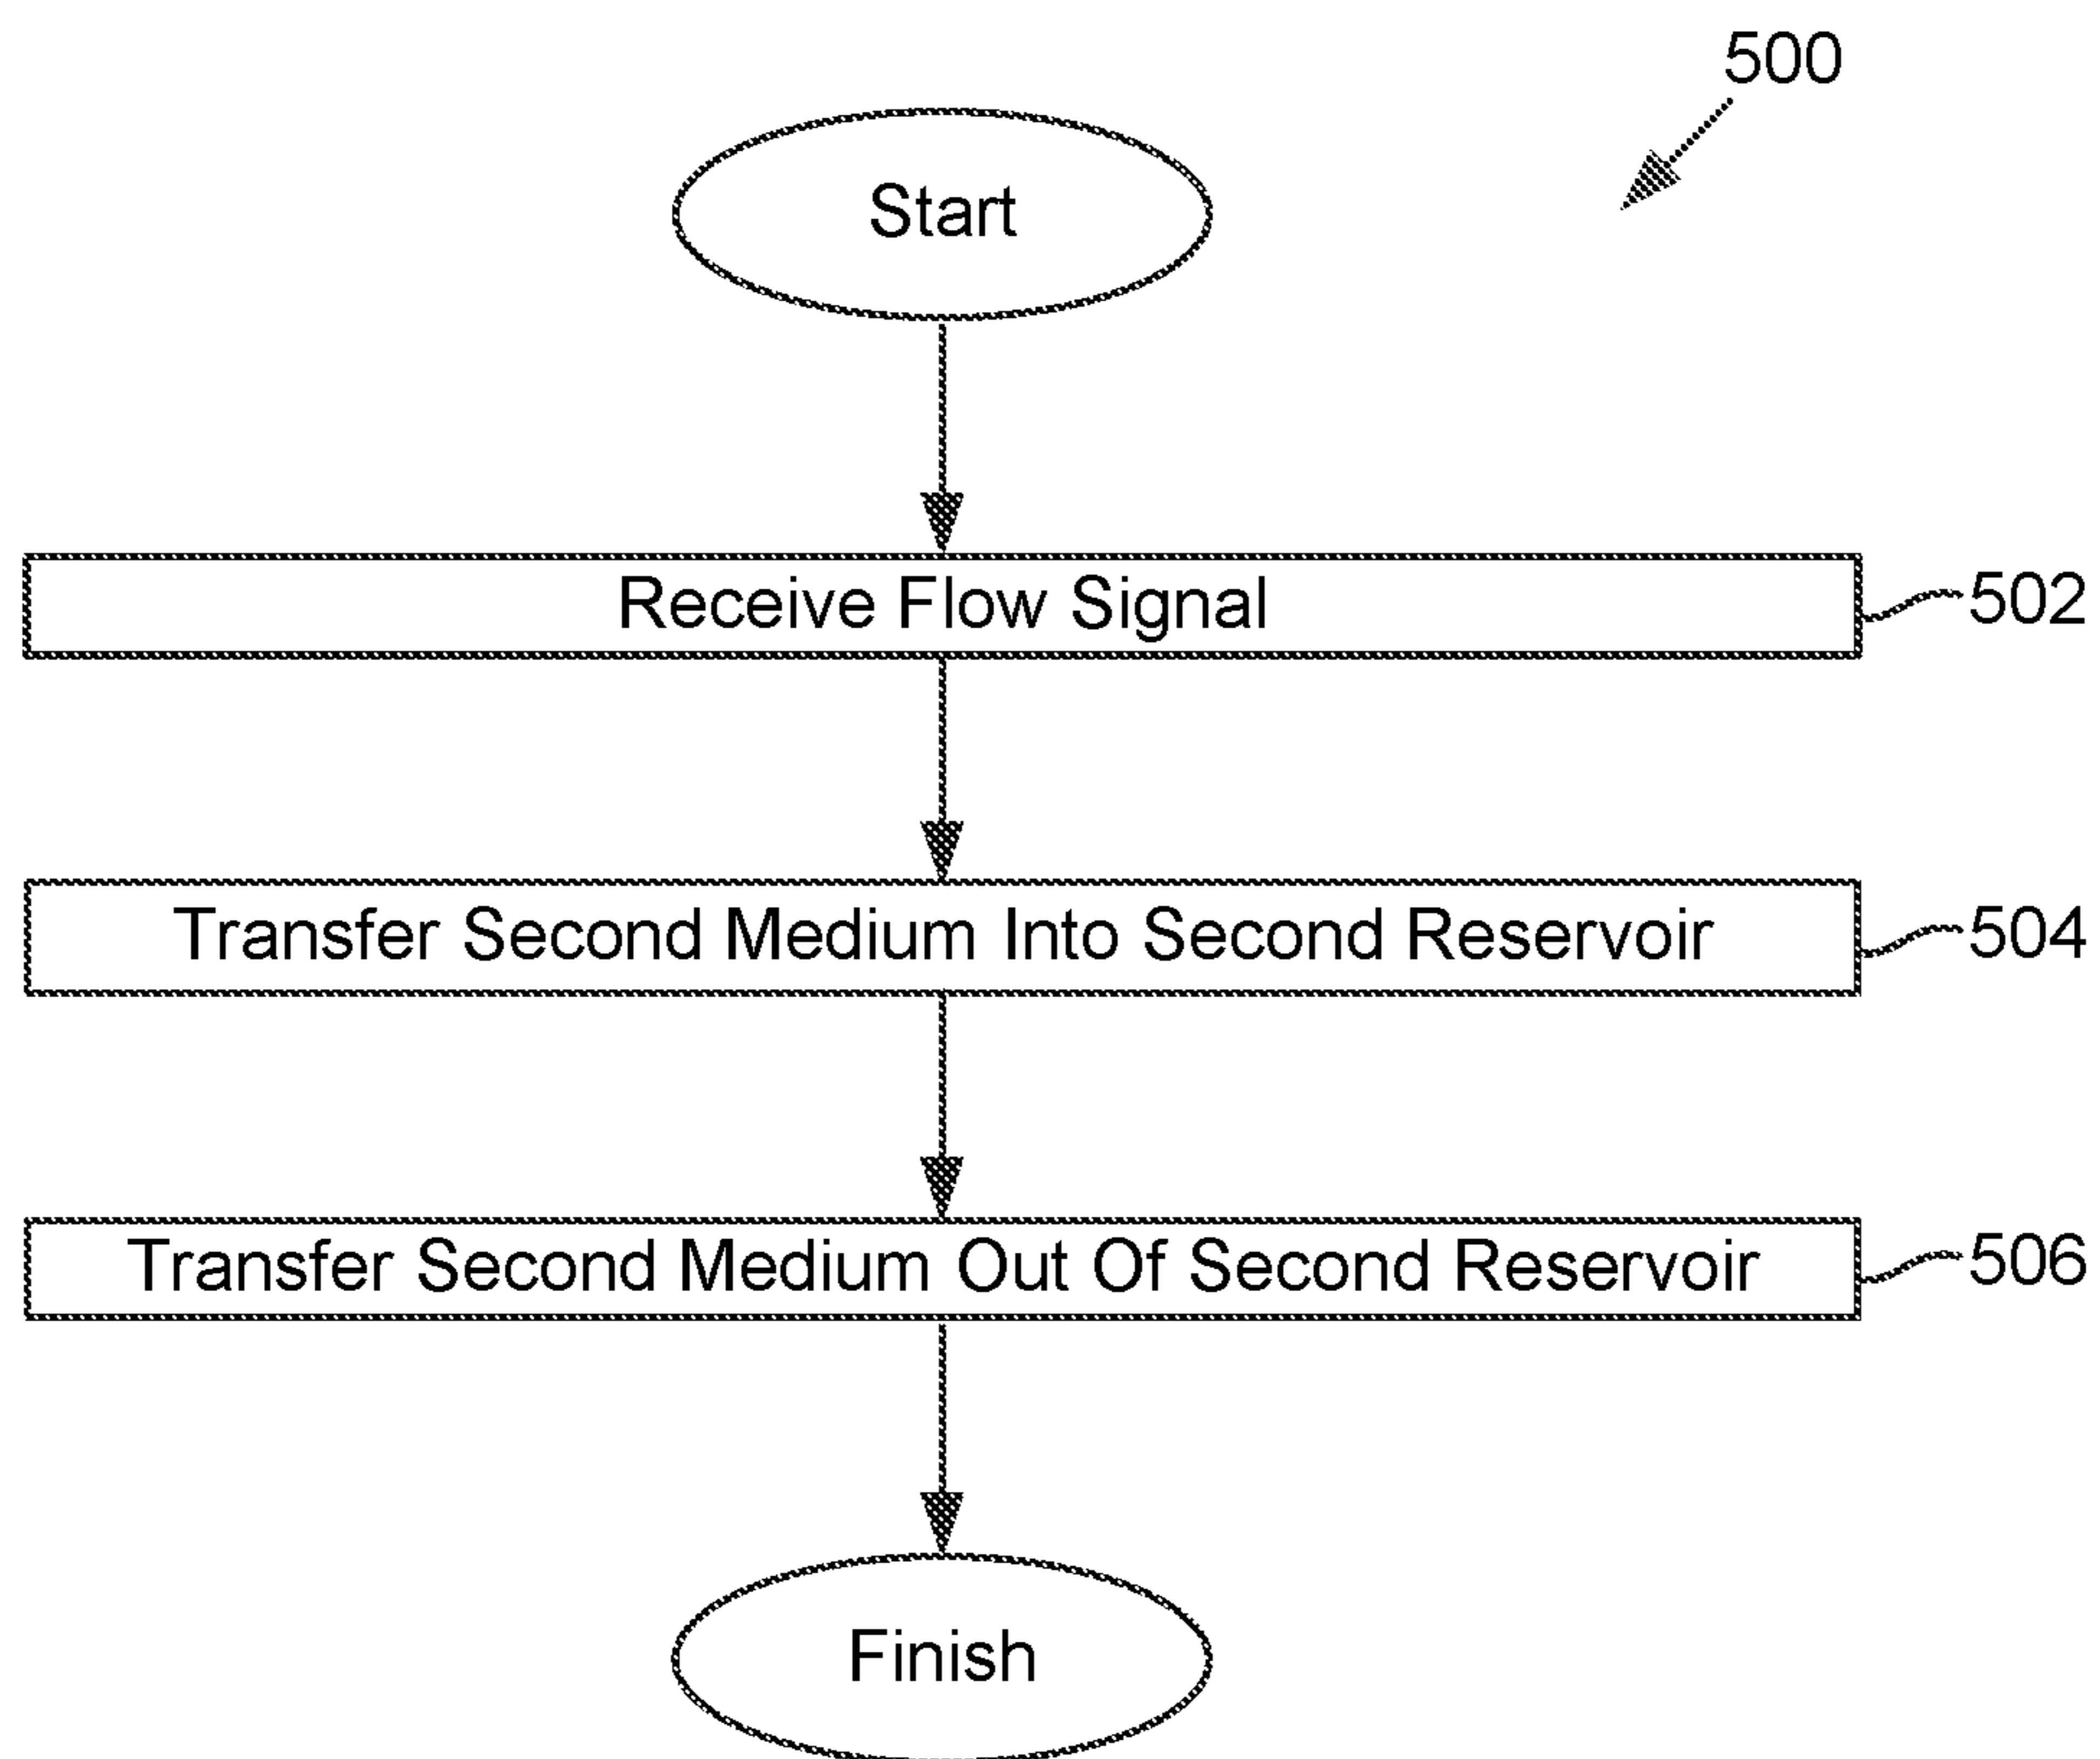 500
Start
Receive Flow Signal
502
Transfer Second Medium Into Second Reservoir
504
Transfer Second Medium Out Of Second Reservoir
506
Finish